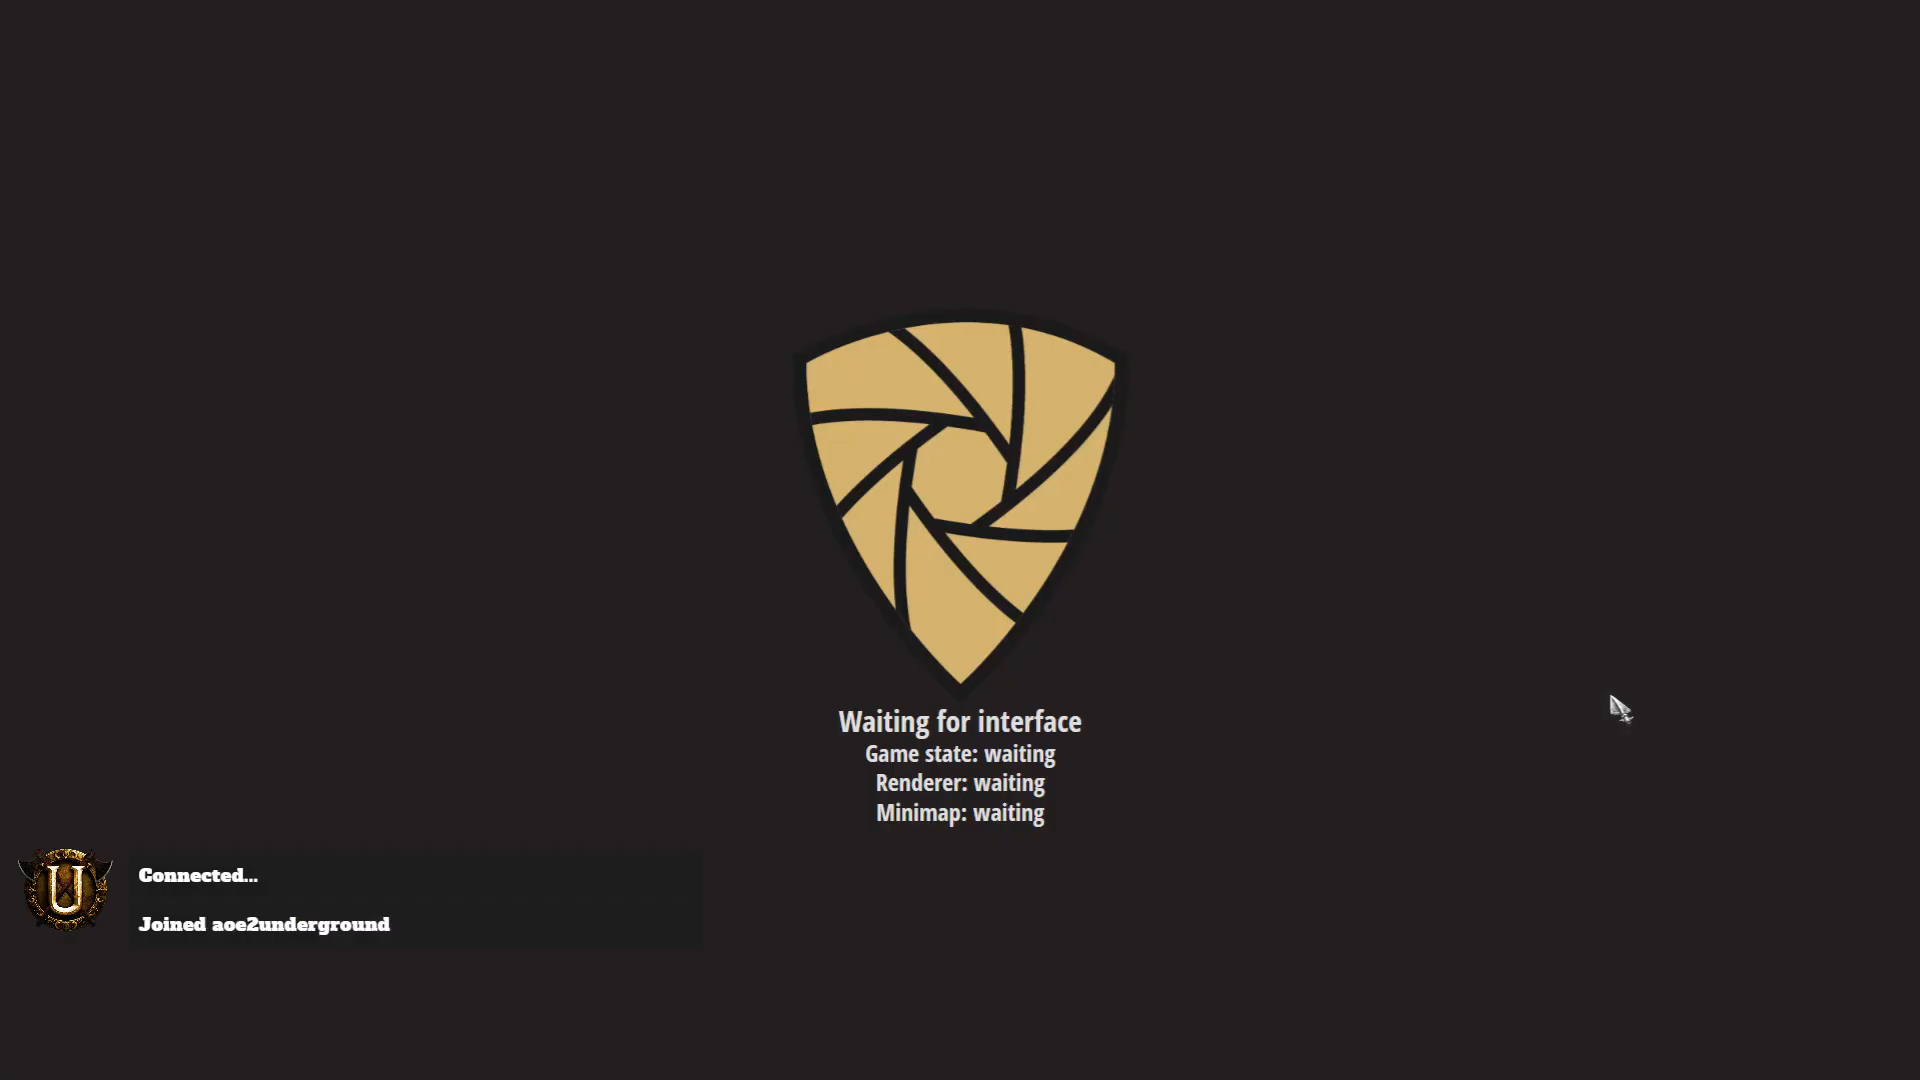 Waiting for interface
Game state: waiting
Renderer: waiting
Minimap: waiting
U
Connected...
Joined aoe2underground